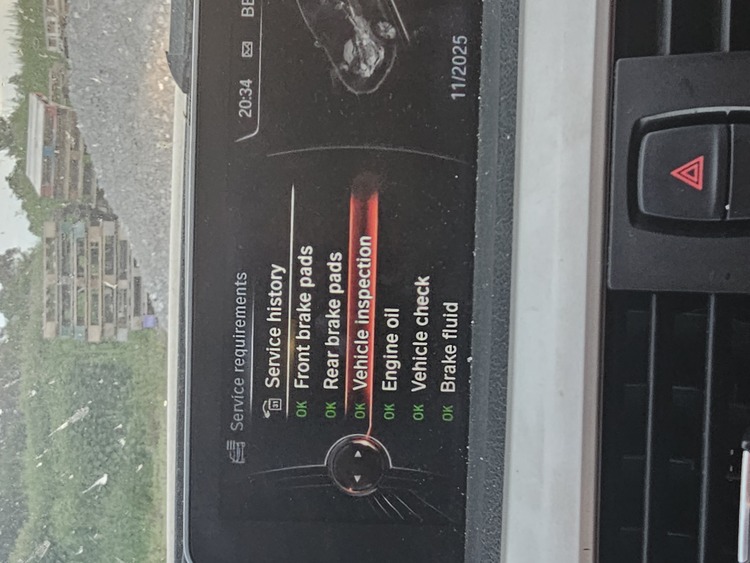 20:34 BE
Service requirements
Service history
OK Front brake pads
OK Rear brake pads
OK Vehicle inspection
OK Engine oil
OK Vehicle check
OK Brake fluid
11/2025